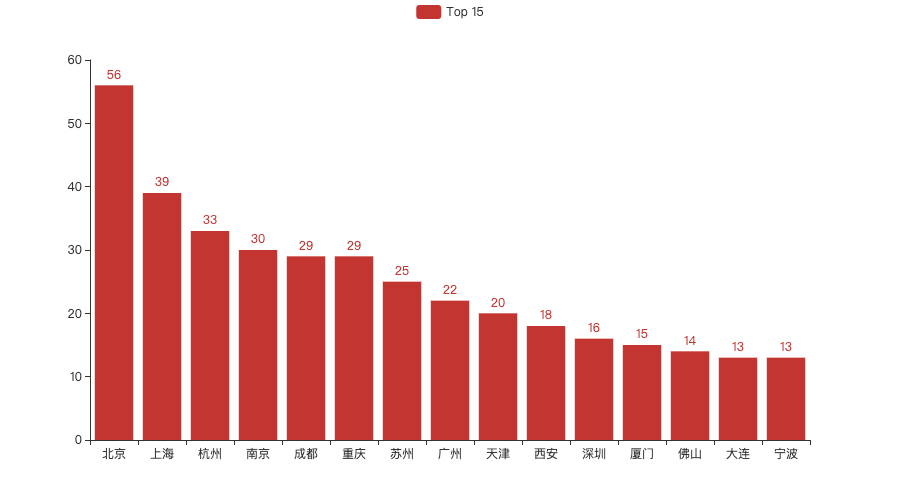 Top 15
60
50
40
30
20
10
0
56
39
33
30
29
29
25
22
20
18
16
15
14
13
13
北京
上海
杭州
南京
成都
重庆
苏州
广州
天津
西安
深圳
厦门
佛山
大连
宁波